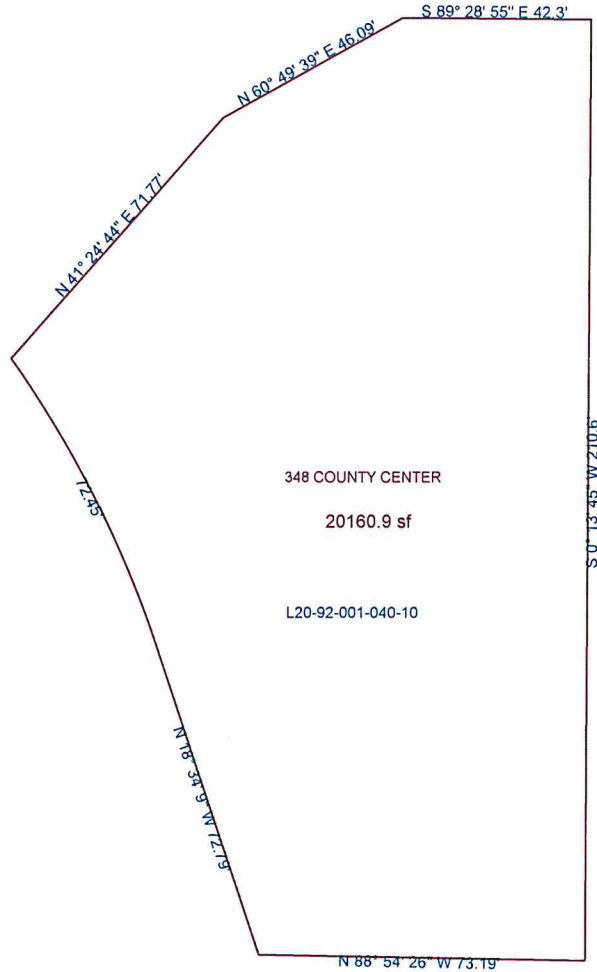 S 89° 28' 55" E 42.3'
N 60° 49' 39" E 46.09'
N 41° 24' 44" E 71.77'
72.45'
348 COUNTY CENTER
20160.9 sf
S 0° 13' 45" W 210.6'
L20-92-001-040-10
N 18° 34' 6" W 72.79'
N 88° 54' 26" W 73.19'